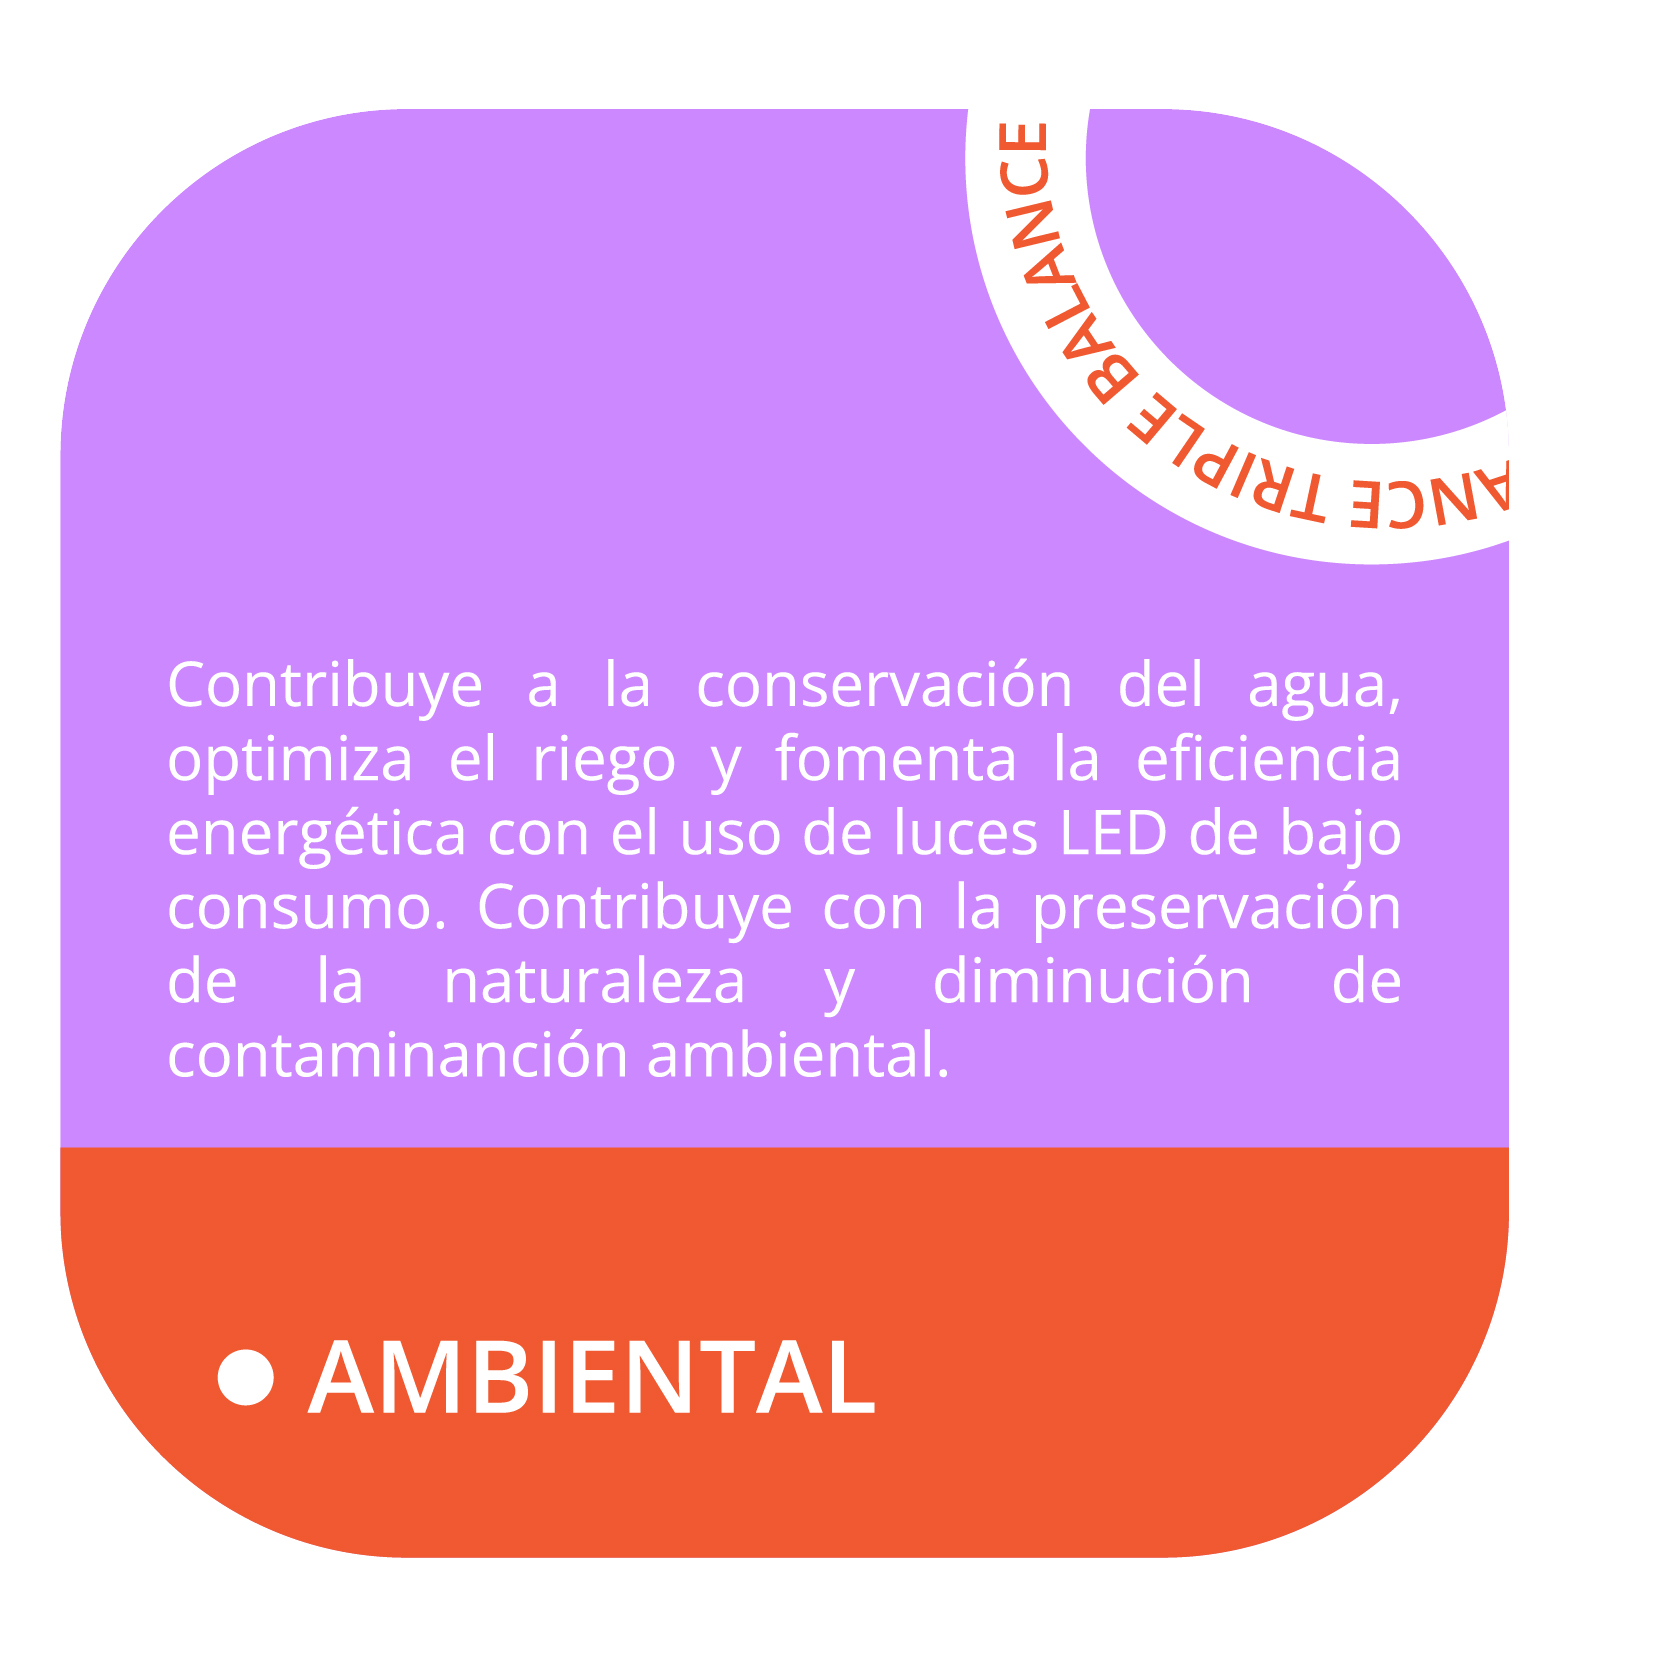 ANCE TRIPLE BALANCE
Contribuye a la conservación del agua,
optimiza el riego y fomenta la eficiencia
energética con el uso de luces LED de bajo
consumo. Contribuye con la preservación
de la naturaleza y diminución de
contaminanción ambiental.
● AMBIENTAL